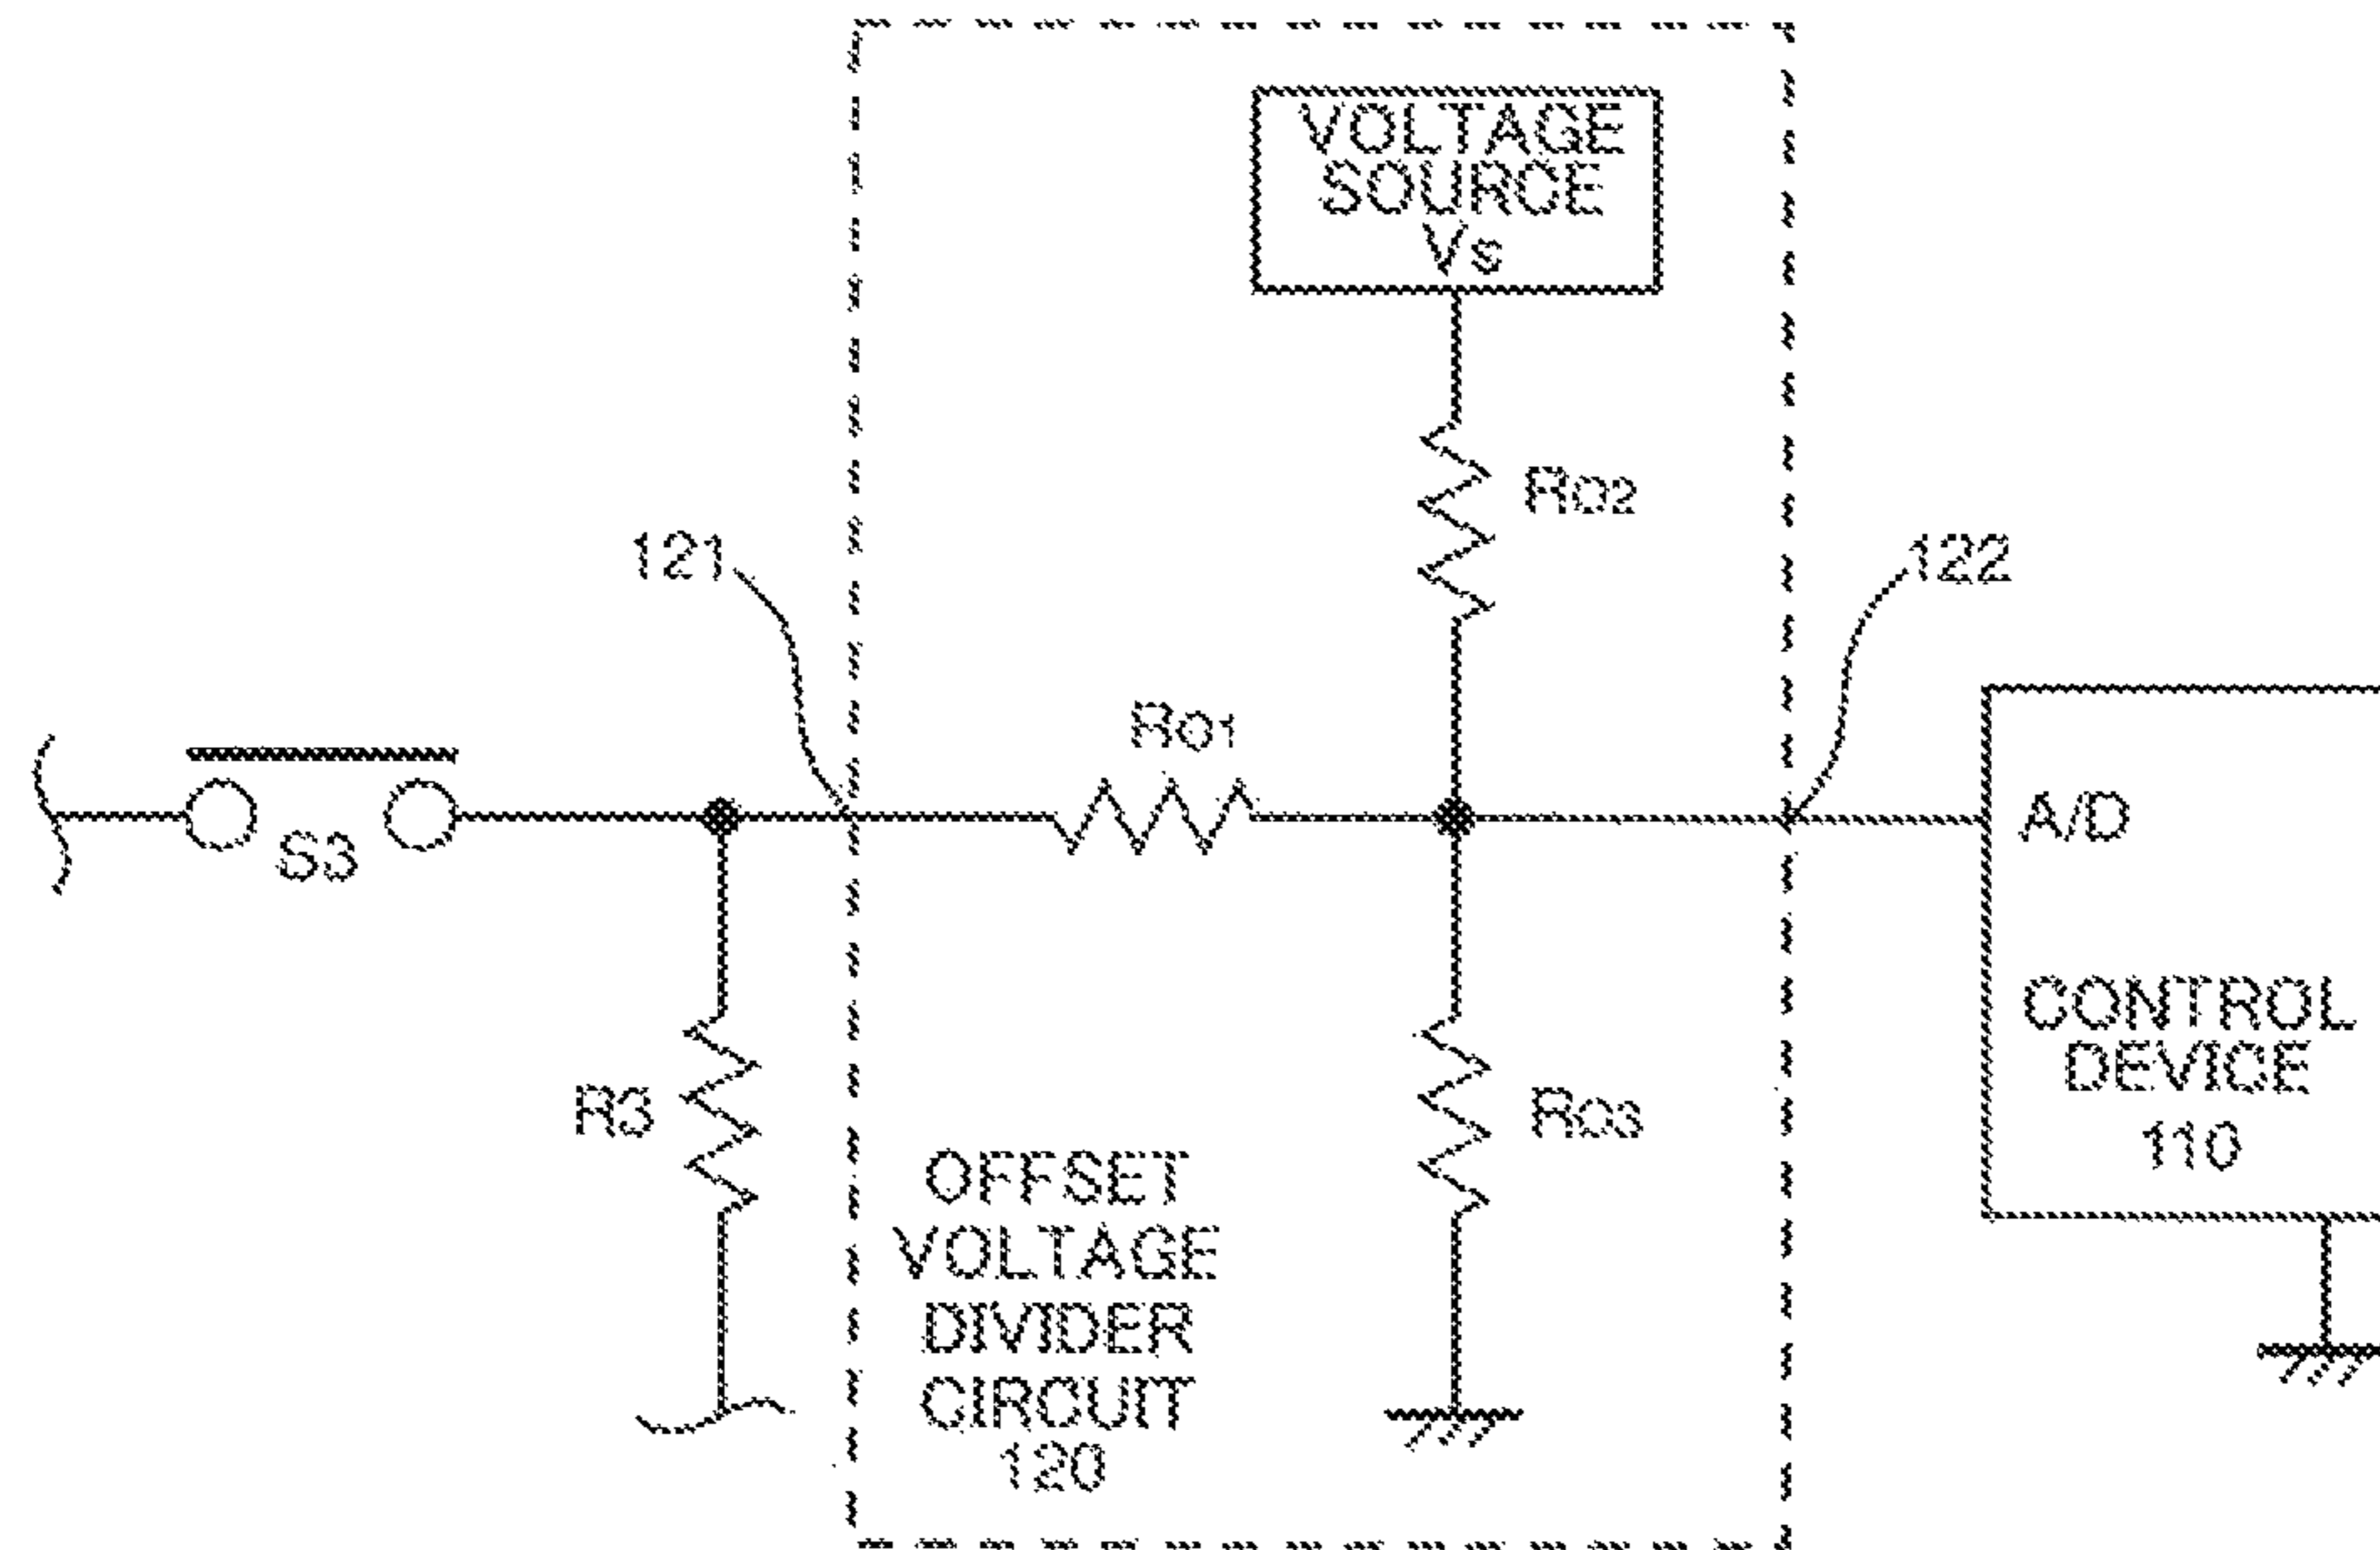 VOLTAGE
SOURCE
Vs
RO2
121
122
RO1
S3
A/D
CONTROL
DEVICE
110
R3
RO3
OFFSET
VOLTAGE
DIVIDER
CIRCUIT
120